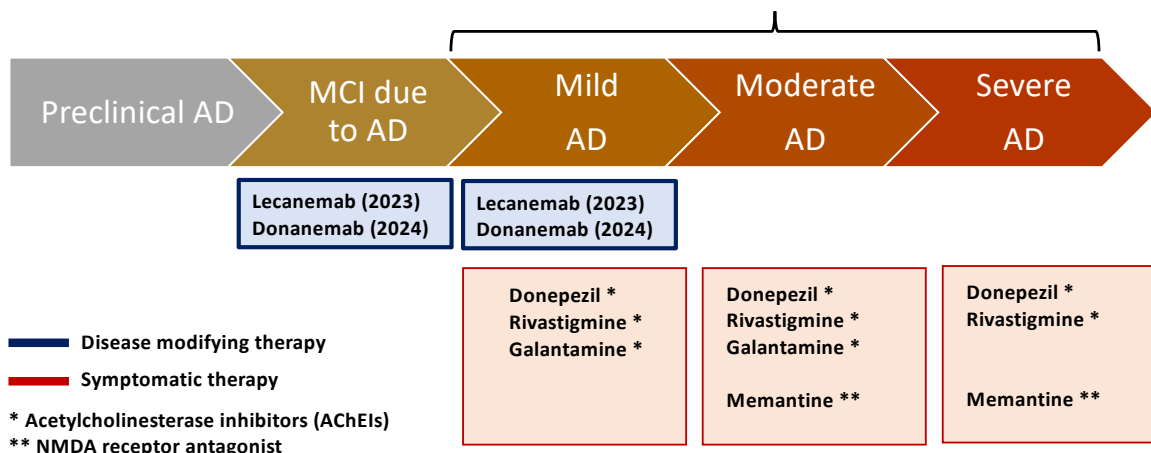 Preclinical AD
MCI due
to AD
Mild
AD
Moderate
AD
Severe
AD
Lecanemab (2023)
Donanemab (2024)
Lecanemab (2023)
Donanemab (2024)
Donepezil *
Rivastigmine *
Galantamine *
Donepezil *
Rivastigmine *
Galantamine *
Memantine **
Donepezil *
Rivastigmine *
Memantine **
Disease modifying therapy
Symptomatic therapy
* Acetylcholinesterase inhibitors (AChEIs)
** NMDA receptor antagonist